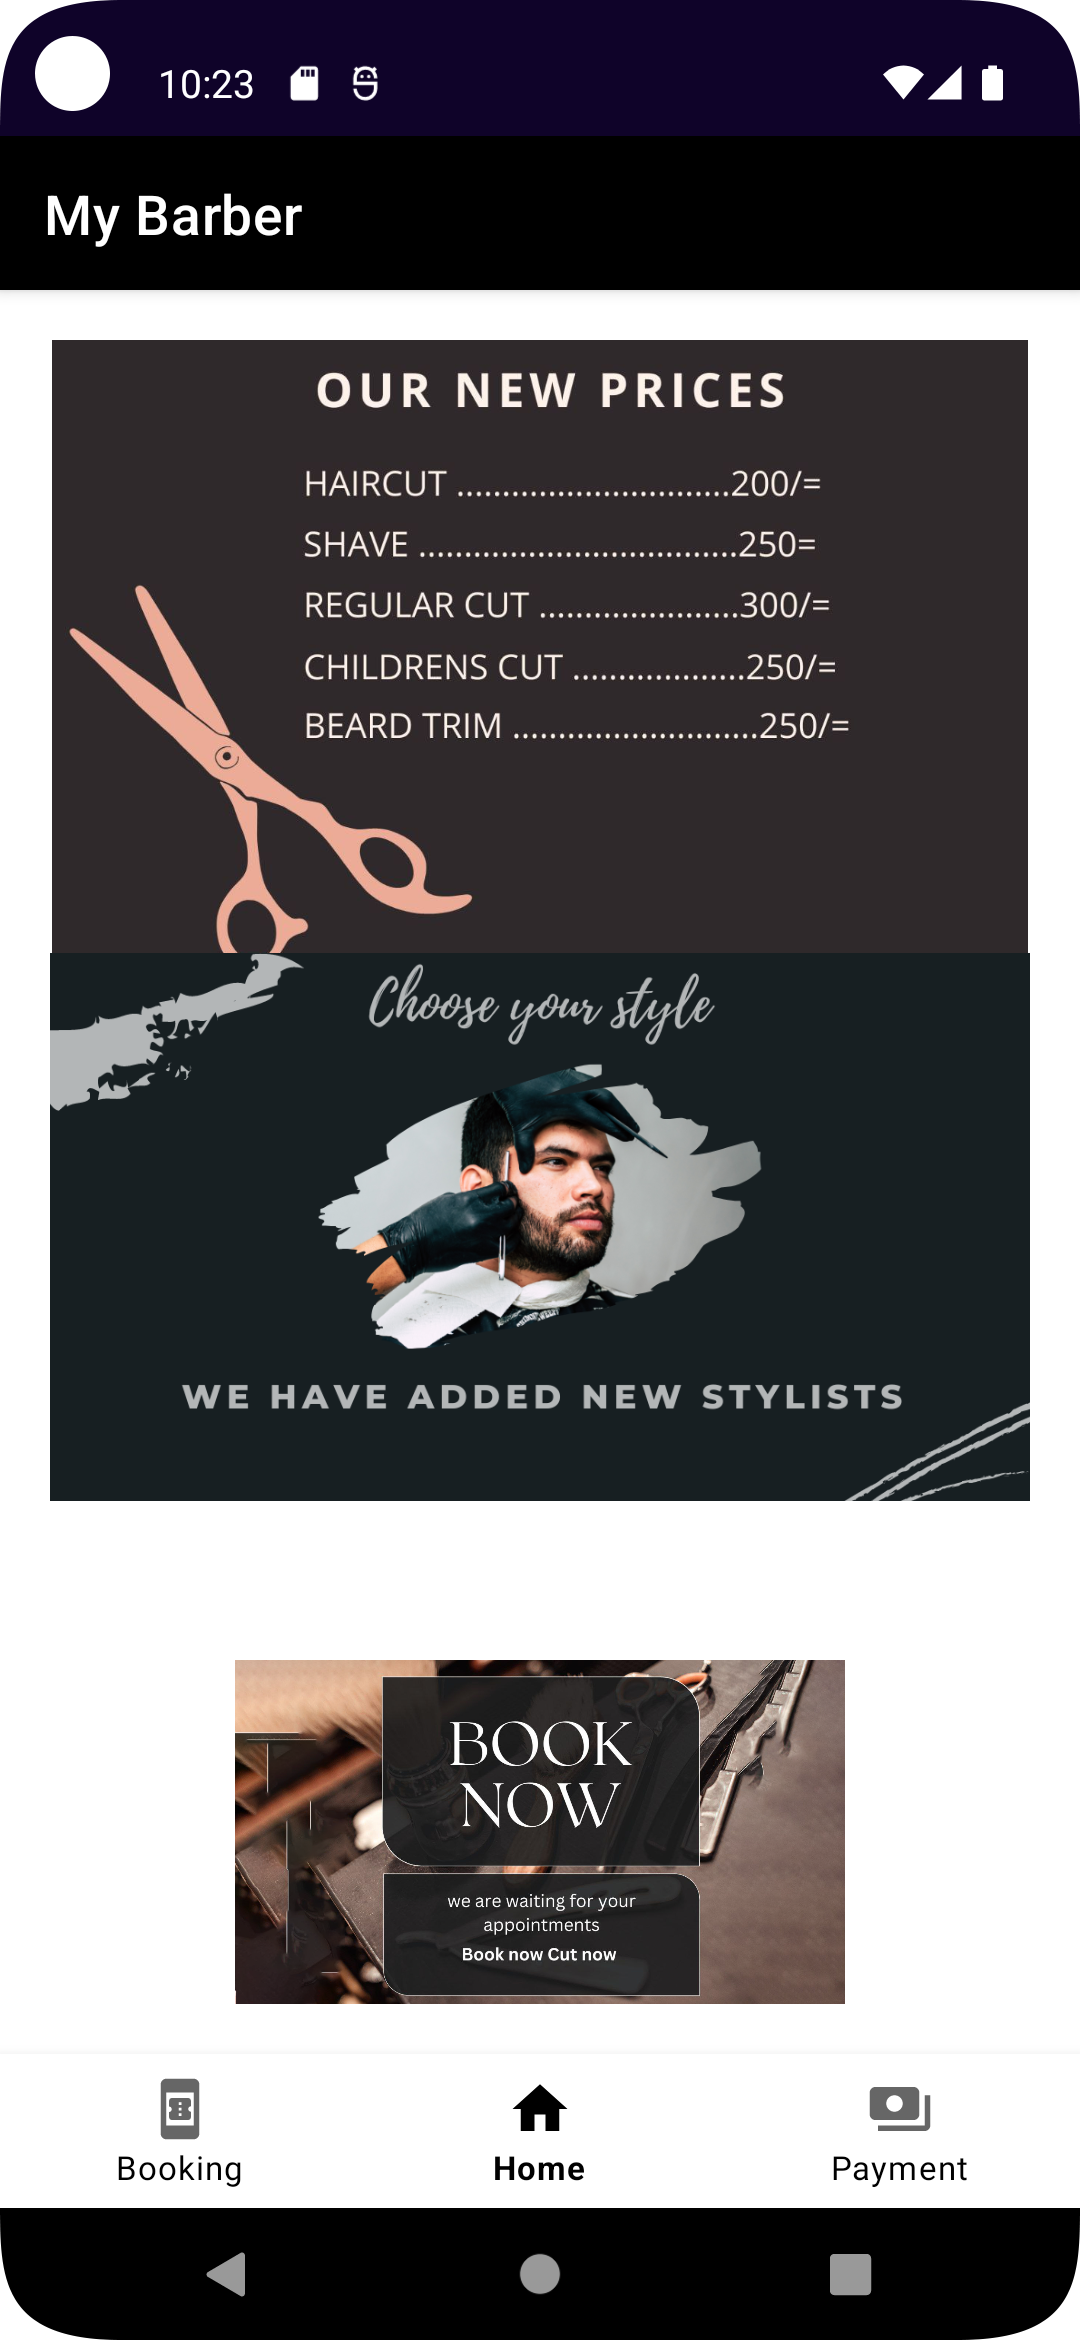 10:23
My Barber
OUR NEW PRICES
HAIRCUT ..............................200/=
SHAVE ...................................250=
REGULAR CUT ......................300/=
CHILDRENS CUT ...................250/=
BEARD TRIM ...........................250/=
Choose your style
WE HAVE ADDED NEW STYLISTS
BOOK
NOW
we are waiting for your
appointments
Book now Cut now
Booking
Home
Payment